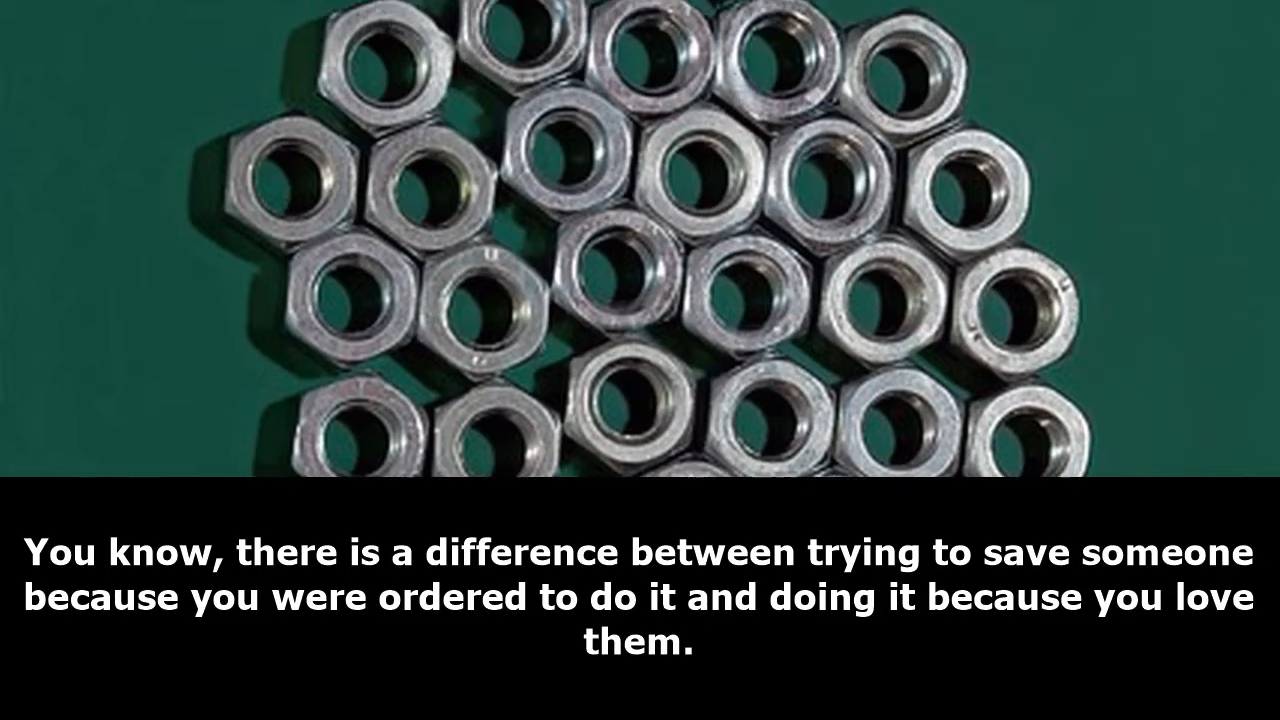 You know, there is a difference between trying to save someone
because you were ordered to do it and doing it because you love
them.